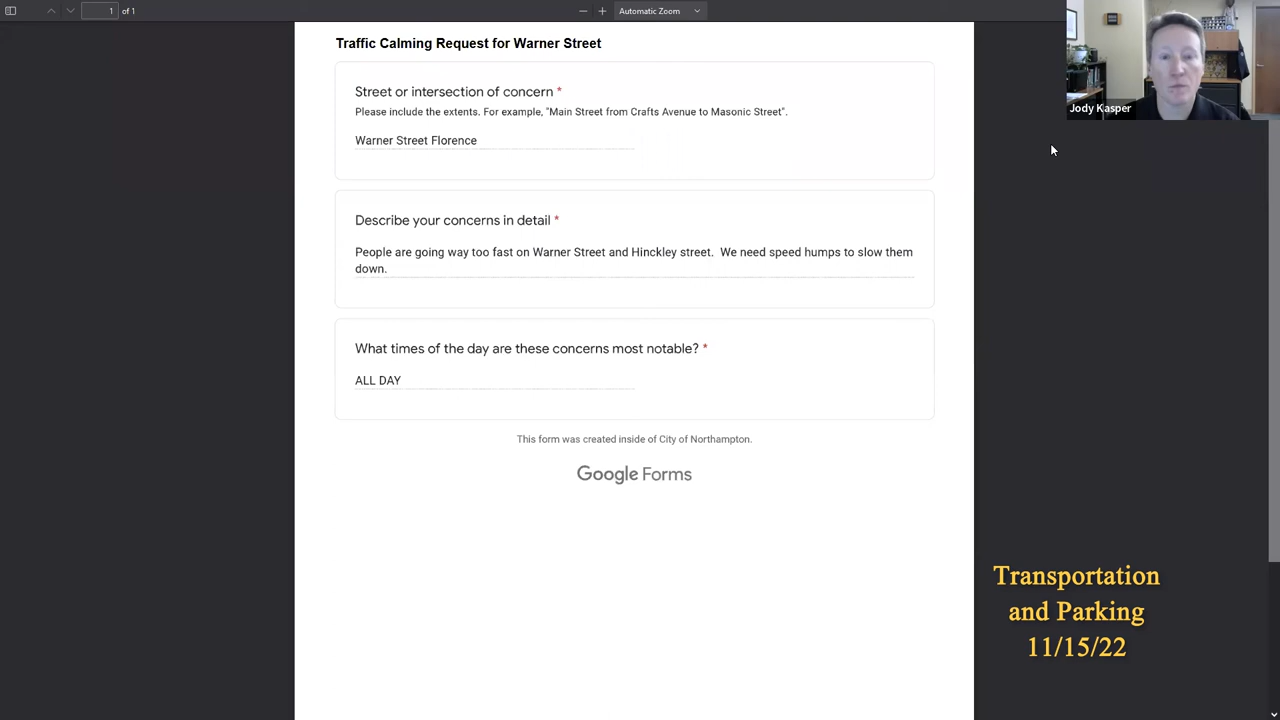 1 of 1
Automatic Zoom
Traffic Calming Request for Warner Street
Street or intersection of concern *
Please include the extents. For example, "Main Street from Crafts Avenue to Masonic Street".
Warner Street Florence
Describe your concerns in detail *
People are going way too fast on Warner Street and Hinckley street.  We need speed humps to slow them
down.
What times of the day are these concerns most notable? *
ALL DAY
This form was created inside of City of Northampton.
Google Forms
Jody Kasper
Transportation
and Parking
11/15/22